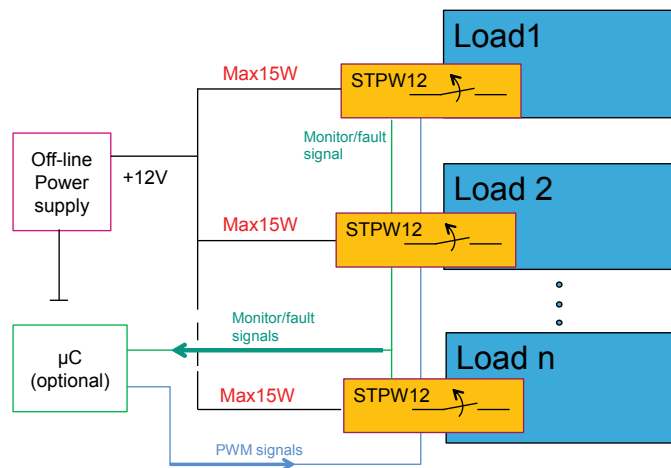 Load1
Max15W
STPW12
Monitor/fault
signal
Off-line
Power
supply
+12V
Load 2
Max15W
STPW12
Monitor/fault
signals
µC
(optional)
Load n
Max15W
STPW12
PWM signals